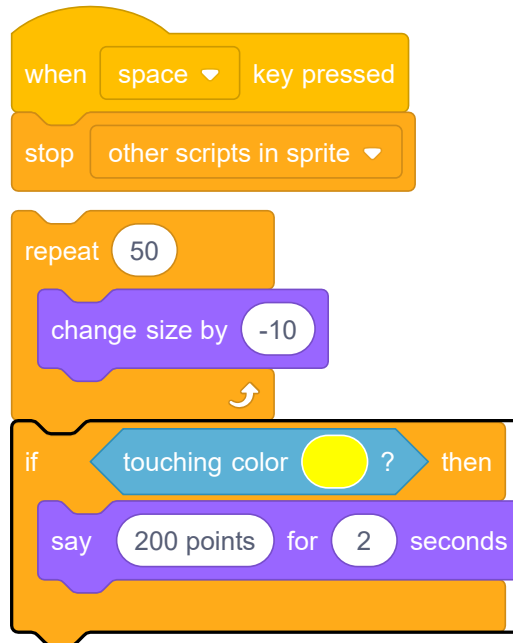 when space key pressed
stop other scripts in sprite
repeat 50
change size by -10
if touching color ? then
say 200 points for 2 seconds